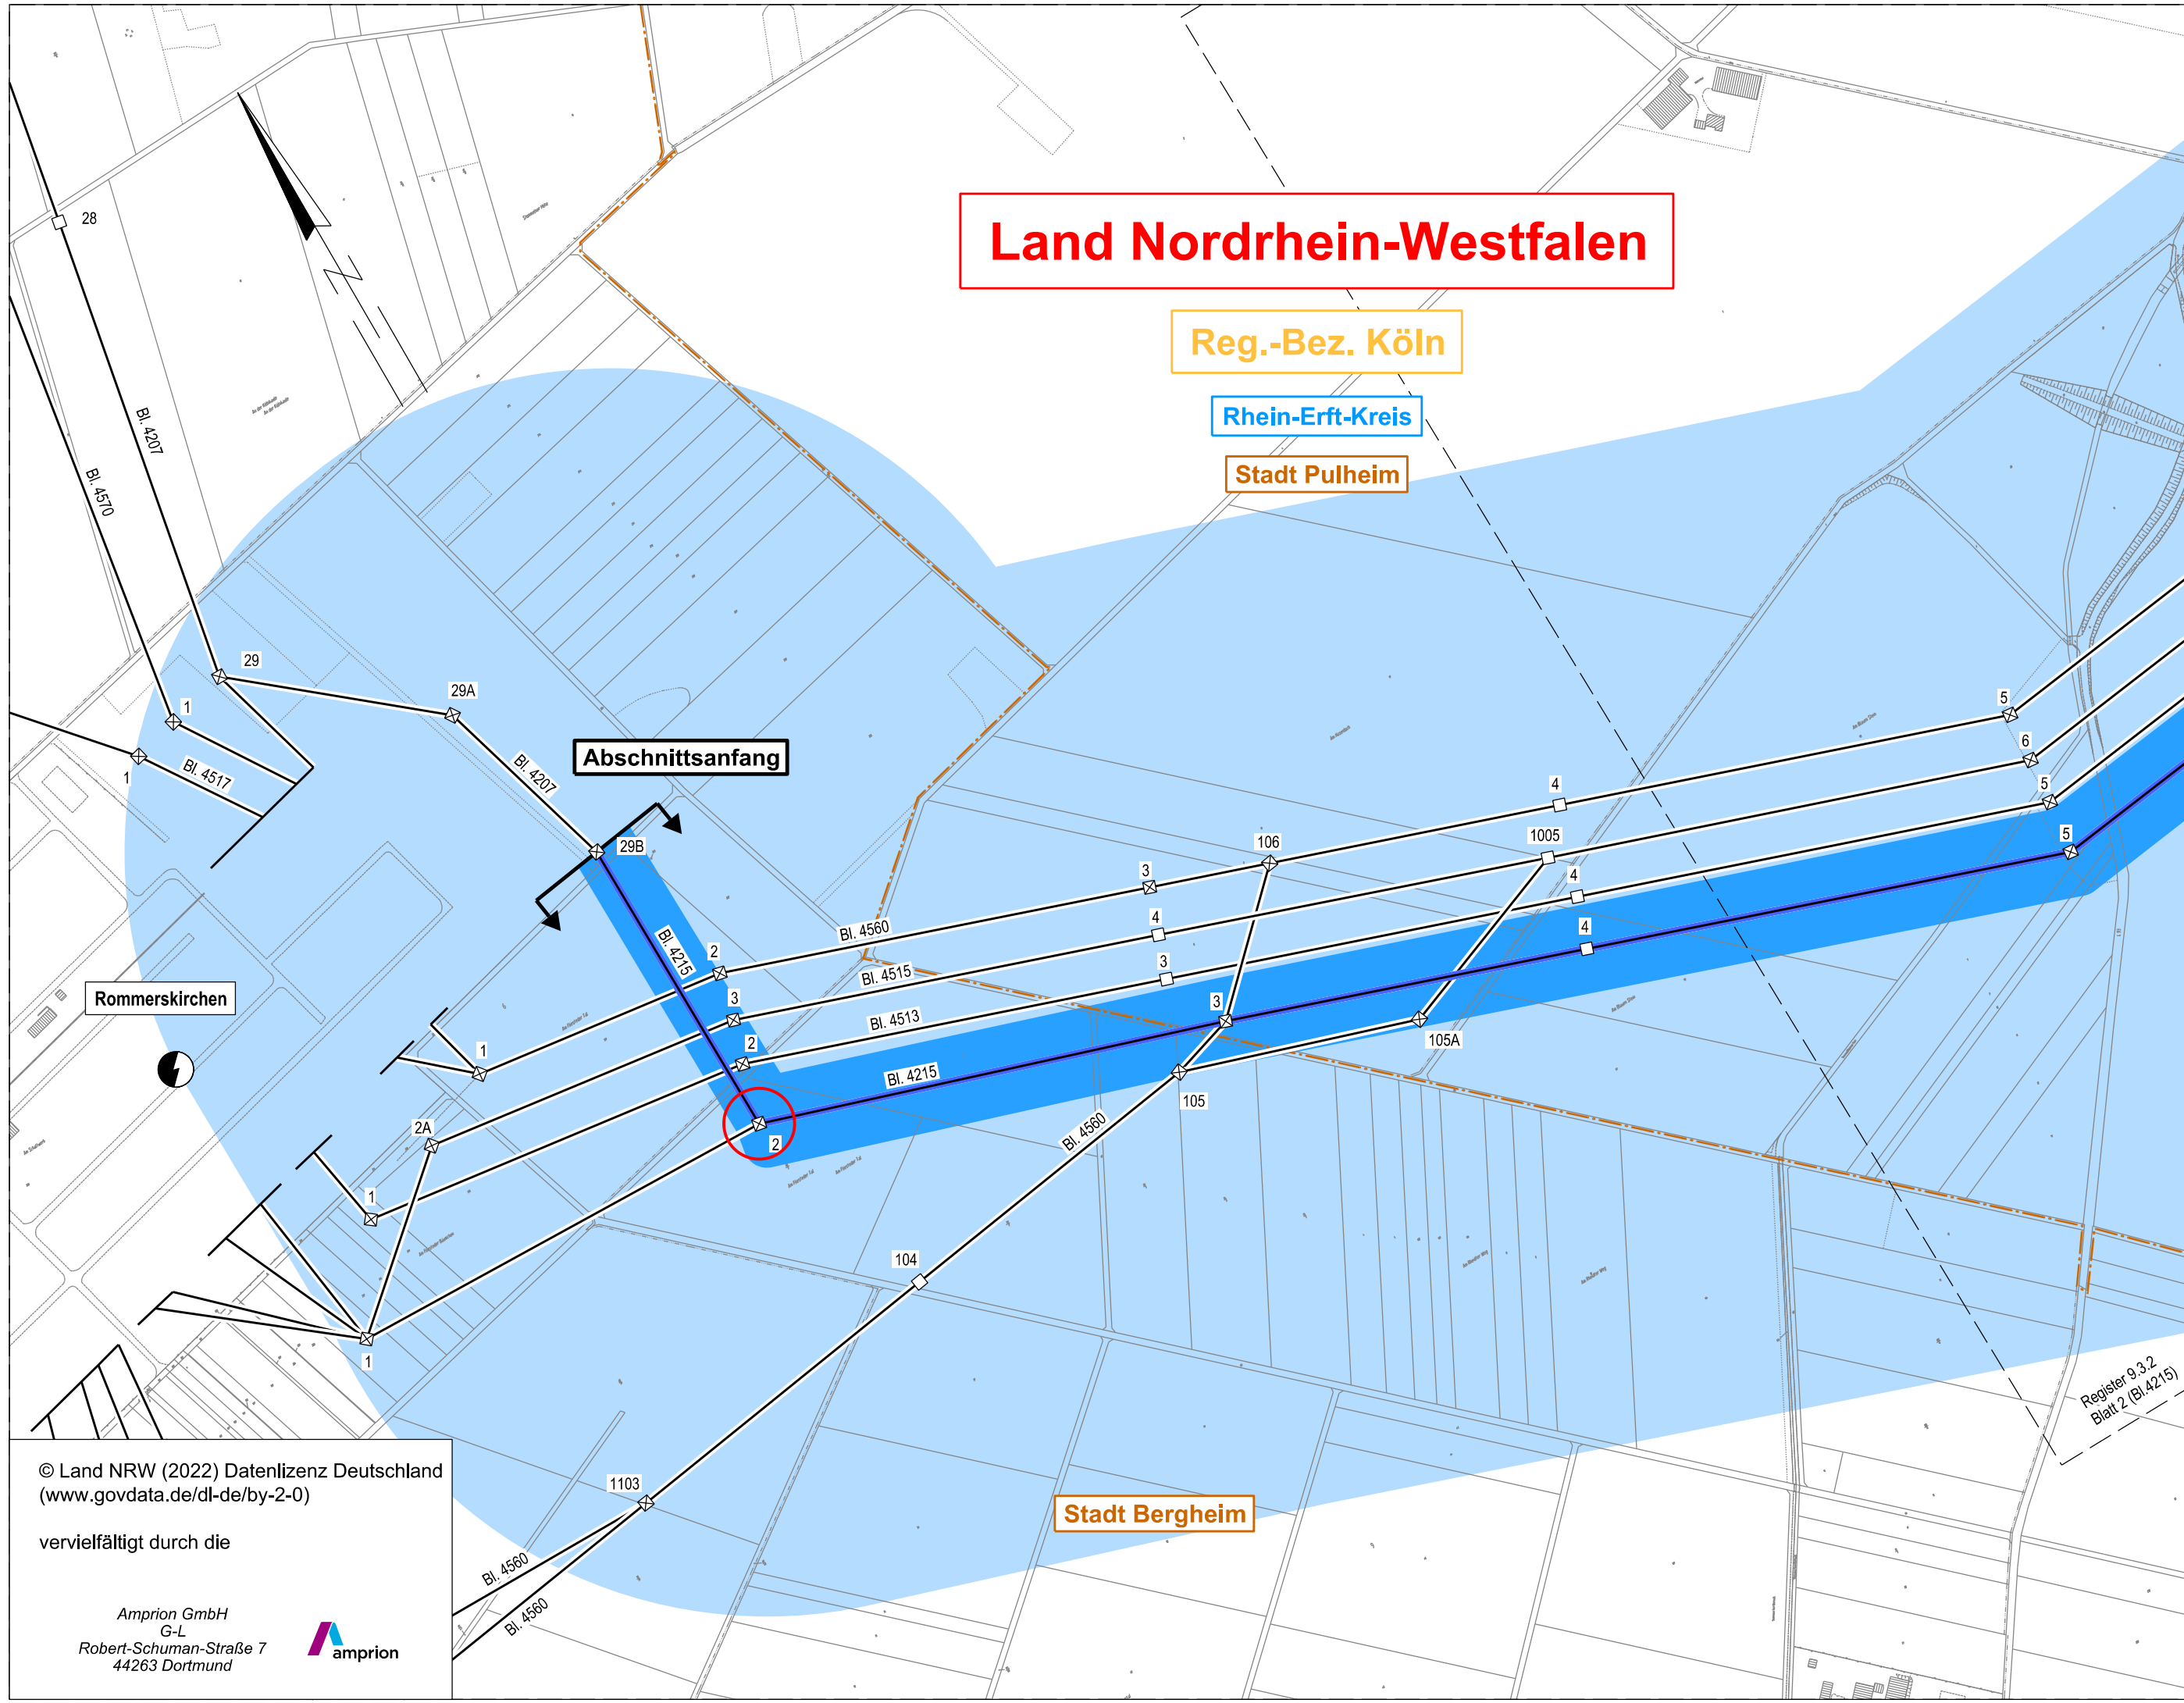 28
Land Nordrhein-Westfalen
Reg.-Bez. Köln
Rhein-Erft-Kreis
Stadt Pulheim
Bl. 4207
Bl. 4570
29
29A
1
1
Bl. 4517
Bl. 4207
Abschnittsanfang
29B
5
6
5
5
4
1005
106
3
4
4
4
3
3
Bl. 4560
Bl. 4215
2
Bl. 4515
3
Bl. 4513
2
Bl. 4215
105A
105
Rommerskirchen
1
2A
2
Bl. 4560
1
104
1
Register 9.3.2
Blatt 2 (Bl.4215)
1103
Stadt Bergheim
Bl. 4560
Bl. 4560
© Land NRW (2022) Datenlizenz Deutschland
(www.govdata.de/dl-de/by-2-0)
vervielfältigt durch die
Amprion GmbH
G-L
Robert-Schuman-Straße 7
44263 Dortmund
amprion